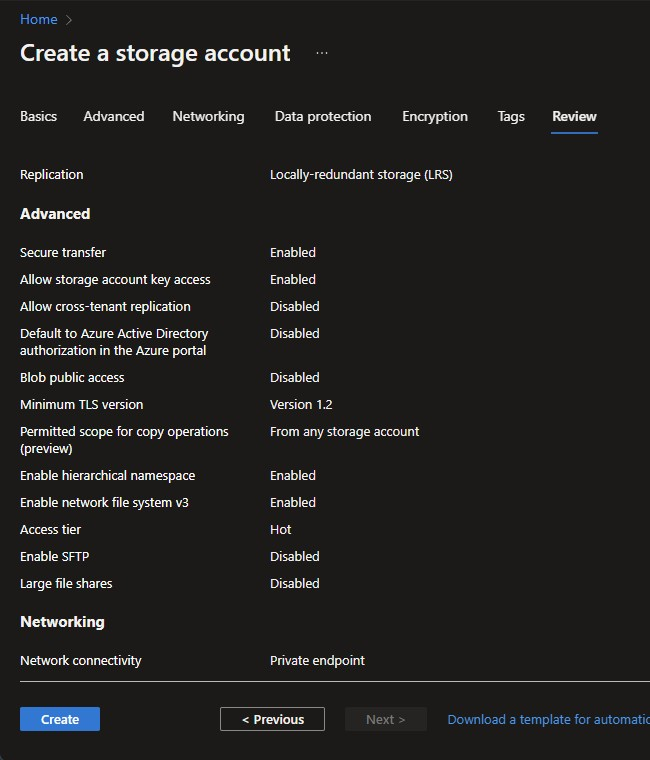 Home >
Create a storage account ...
Basics Advanced Networking Data protection Encryption Tags Review
Replication Locally-redundant storage (LRS)
Advanced
Secure transfer Enabled
Allow storage account key access Enabled
Allow cross-tenant replication Disabled
Default to Azure Active Directory Disabled
authorization in the Azure portal
Blob public access Disabled
Minimum TLS version Version 1.2
Permitted scope for copy operations From any storage account
(preview)
Enable hierarchical namespace Enabled
Enable network file system v3 Enabled
Access tier Hot
Enable SFTP Disabled
Large file shares Disabled
Networking
Network connectivity Private endpoint
Create < Previous Next > Download a template for